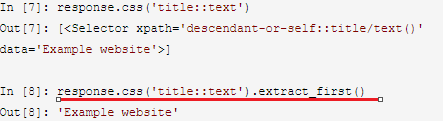 In [7]: response.css('title::text')
Out[7]: [<Selector xpath='descendant-or-self::title/text()'
data='Example website'>]
In [8]: response.css('title::text').extract_first()
Out[8]: 'Example website'